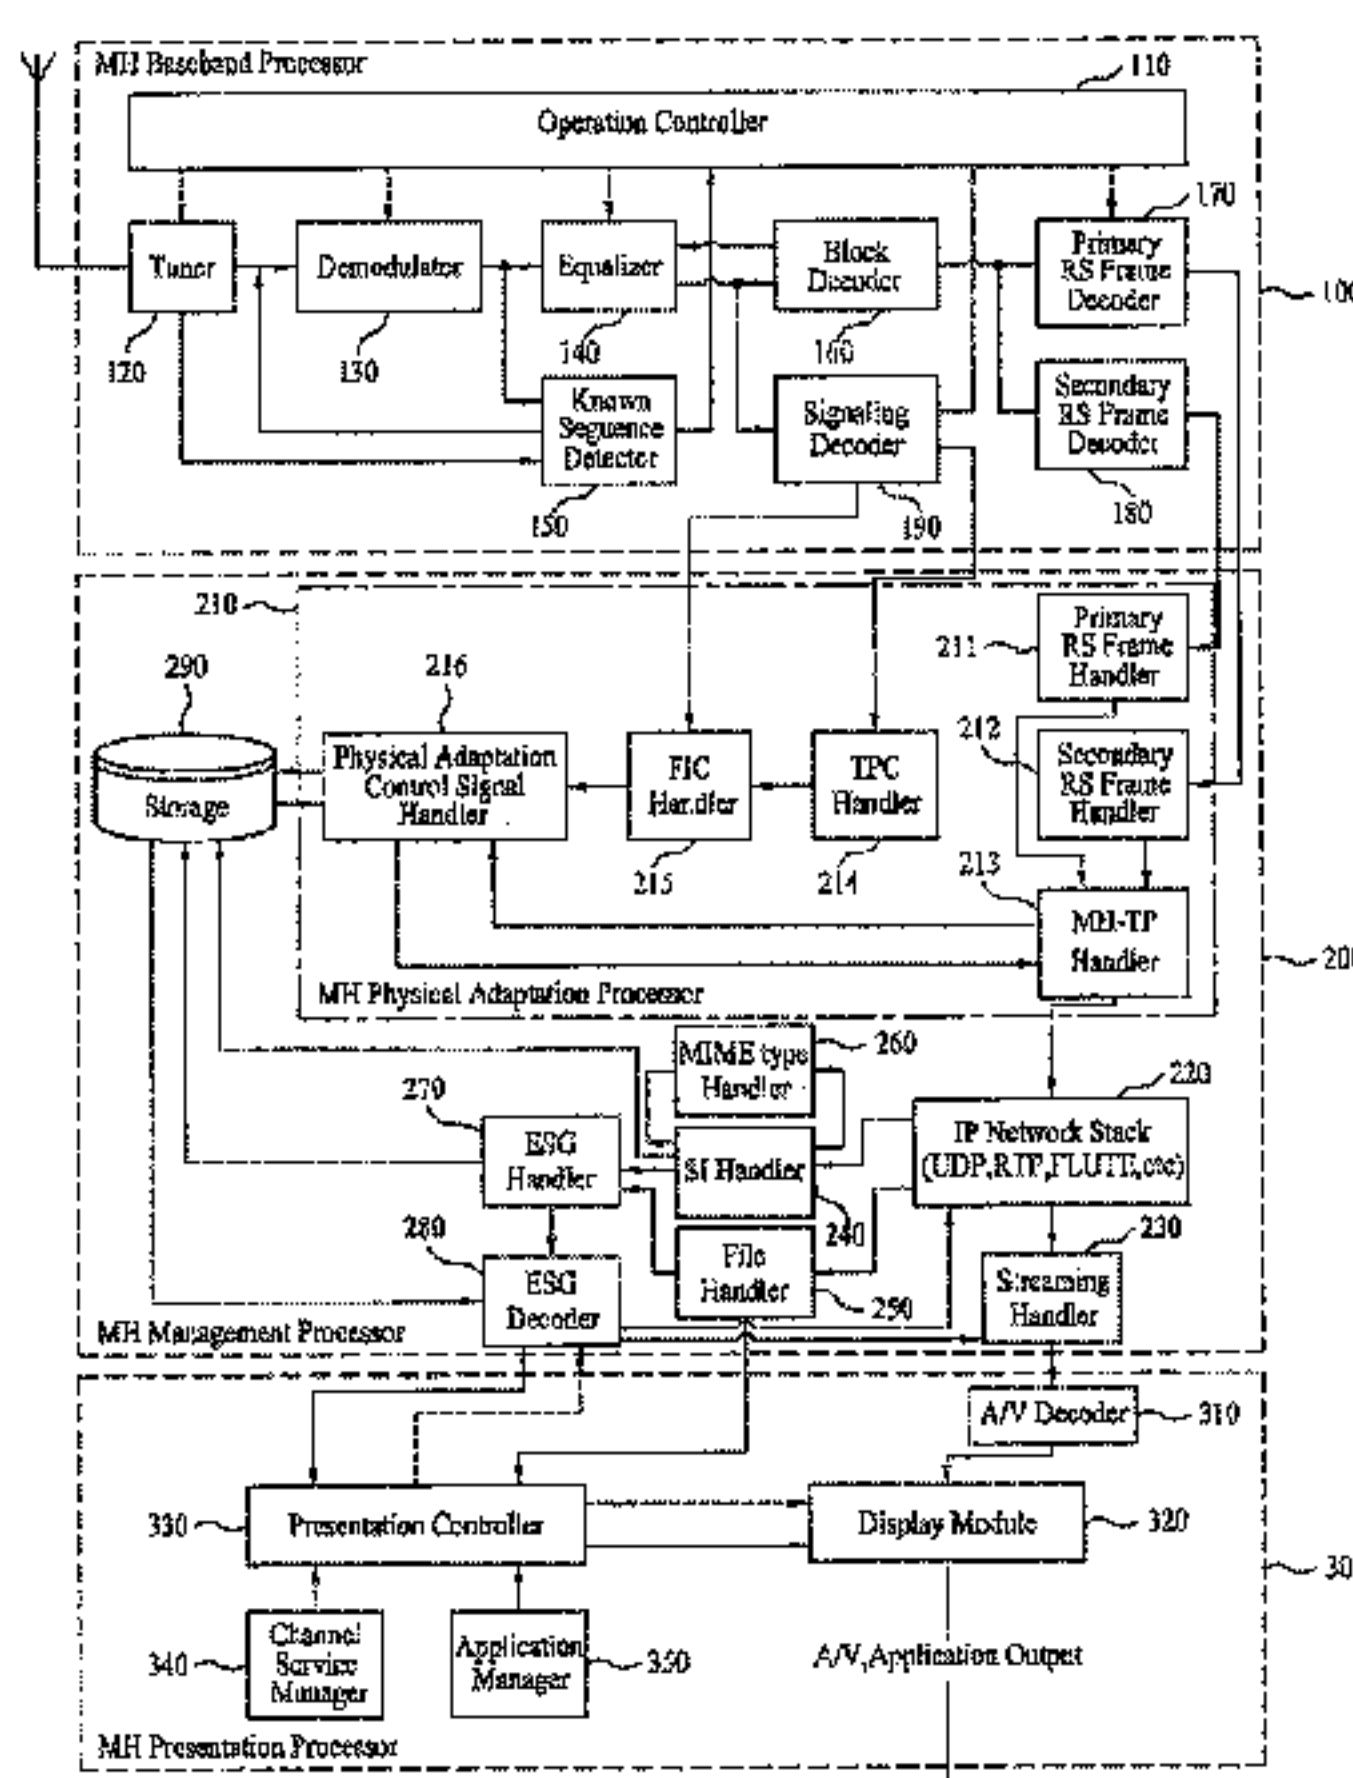 MH Baseband Processor
110
Operation Controller
170
Tuner
Demodulator
Equalizer
Block
Decoder
Primary
RS Frame
Decoder
100
120
130
140
160
Known
Sequence
Detector
Signaling
Decoder
Secondary
RS Frame
Decoder
150
190
180
210
Primary
RS Frame
Handler
211
290
216
212
Storage
Physical Adaptation
Control Signal
Handler
FIC
Handler
TPC
Handler
Secondary
RS Frame
Handler
215
214
213
MH-TP
Handler
200
MH Physical Adaptation Processor
MIME type
Handler
260
220
270
ESG
Handler
SI Handler
IP Network Stack
(UDP,RTP,FLUTE,etc)
240
230
280
ESG
Decoder
File
Handler
250
Streaming
Handler
MH Management Processor
A/V Decoder
310
330
Presentation Controller
Display Module
320
30
340
Channel
Service
Manager
Application
Manager
350
A/V,Application Output
MH Presentation Processor